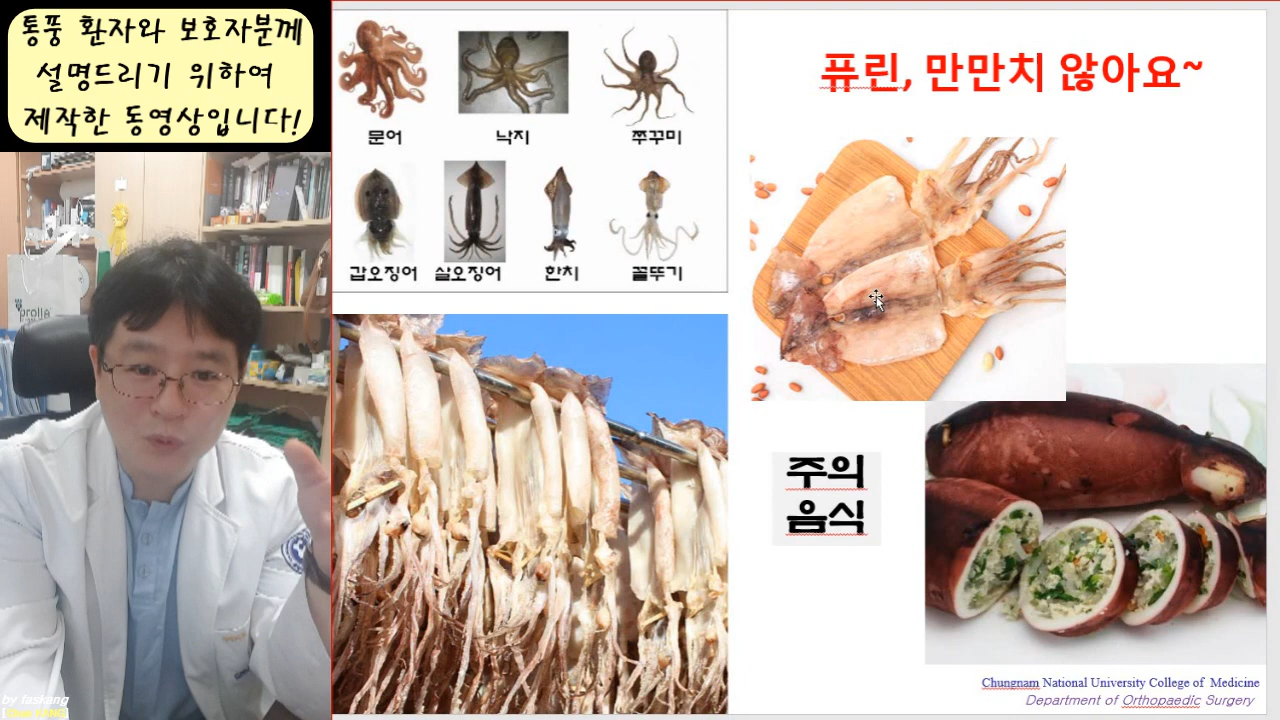 통풍 환자와 보호자분께
설명드리기 위하여
제작한 동영상입니다!
prolle
by faskang
문어 낙지 쭈꾸미
갑오징어 살오징어 한치 꼴뚜기
퓨린, 만만치 않아요~
주의
음식
Chungnam National University College of Medicine
Department of Orthopaedic Surgery